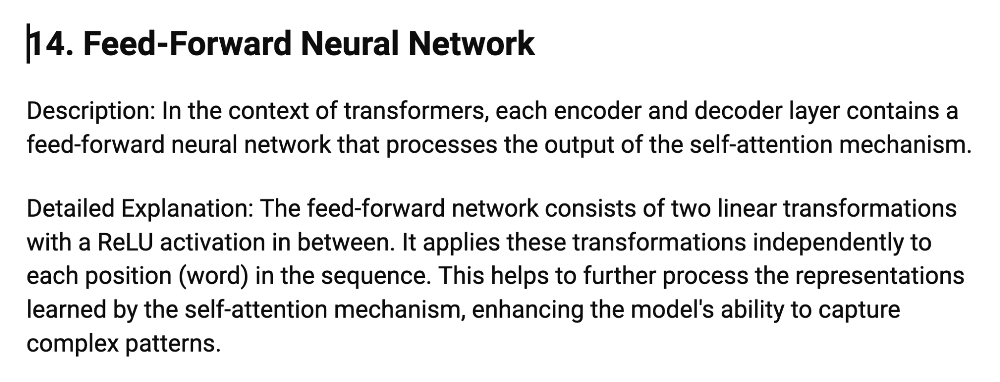 14. Feed-Forward Neural Network
Description: In the context of transformers, each encoder and decoder layer contains a
feed-forward neural network that processes the output of the self-attention mechanism.
Detailed Explanation: The feed-forward network consists of two linear transformations
with a ReLU activation in between. It applies these transformations independently to
each position (word) in the sequence. This helps to further process the representations
learned by the self-attention mechanism, enhancing the model's ability to capture
complex patterns.